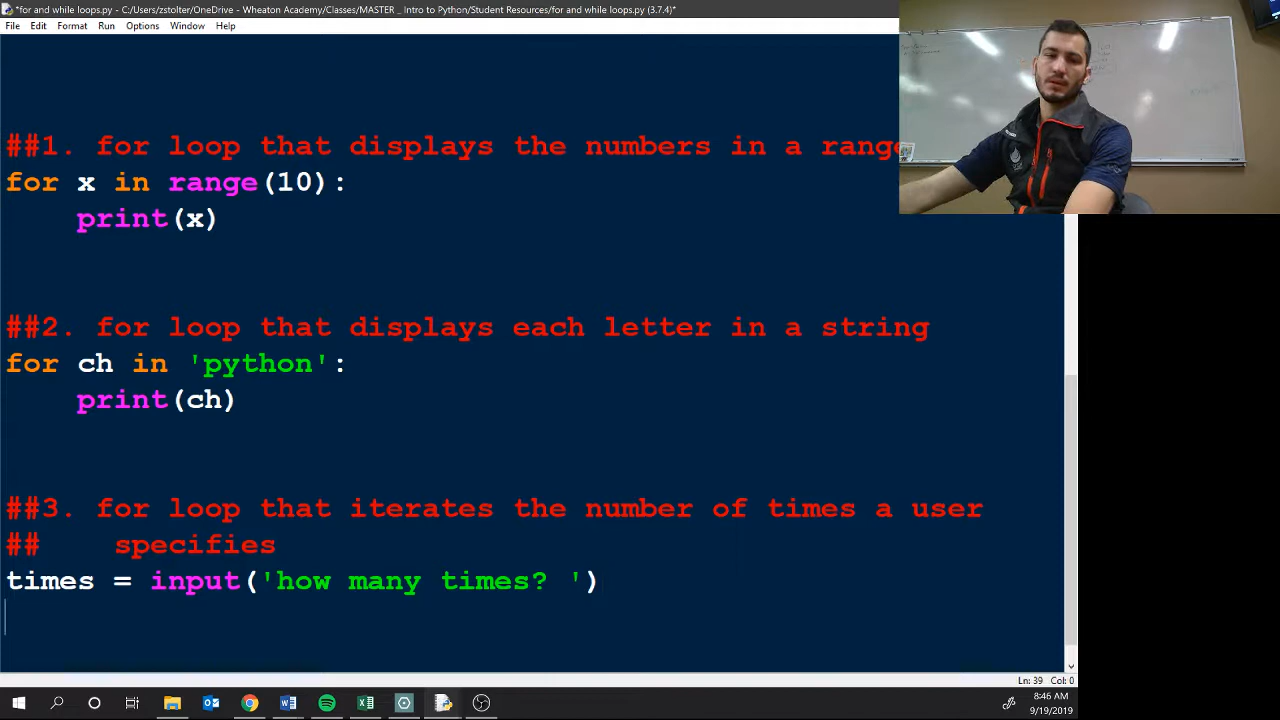 *for and while loops.py - C:/Users/zstolter/OneDrive - Wheaton Academy/Classes/MASTER _ Intro to Python/Student Resources/for and while loops.py (3.7.4)*
File Edit Format Run Options Window Help
##1. for loop that displays the numbers in a range
for x in range(10):
    print(x)
##2. for loop that displays each letter in a string
for ch in 'python':
    print(ch)
##3. for loop that iterates the number of times a user
##    specifies
times = input('how many times? ')
Ln: 39 Col: 0
8:46 AM
9/19/2019